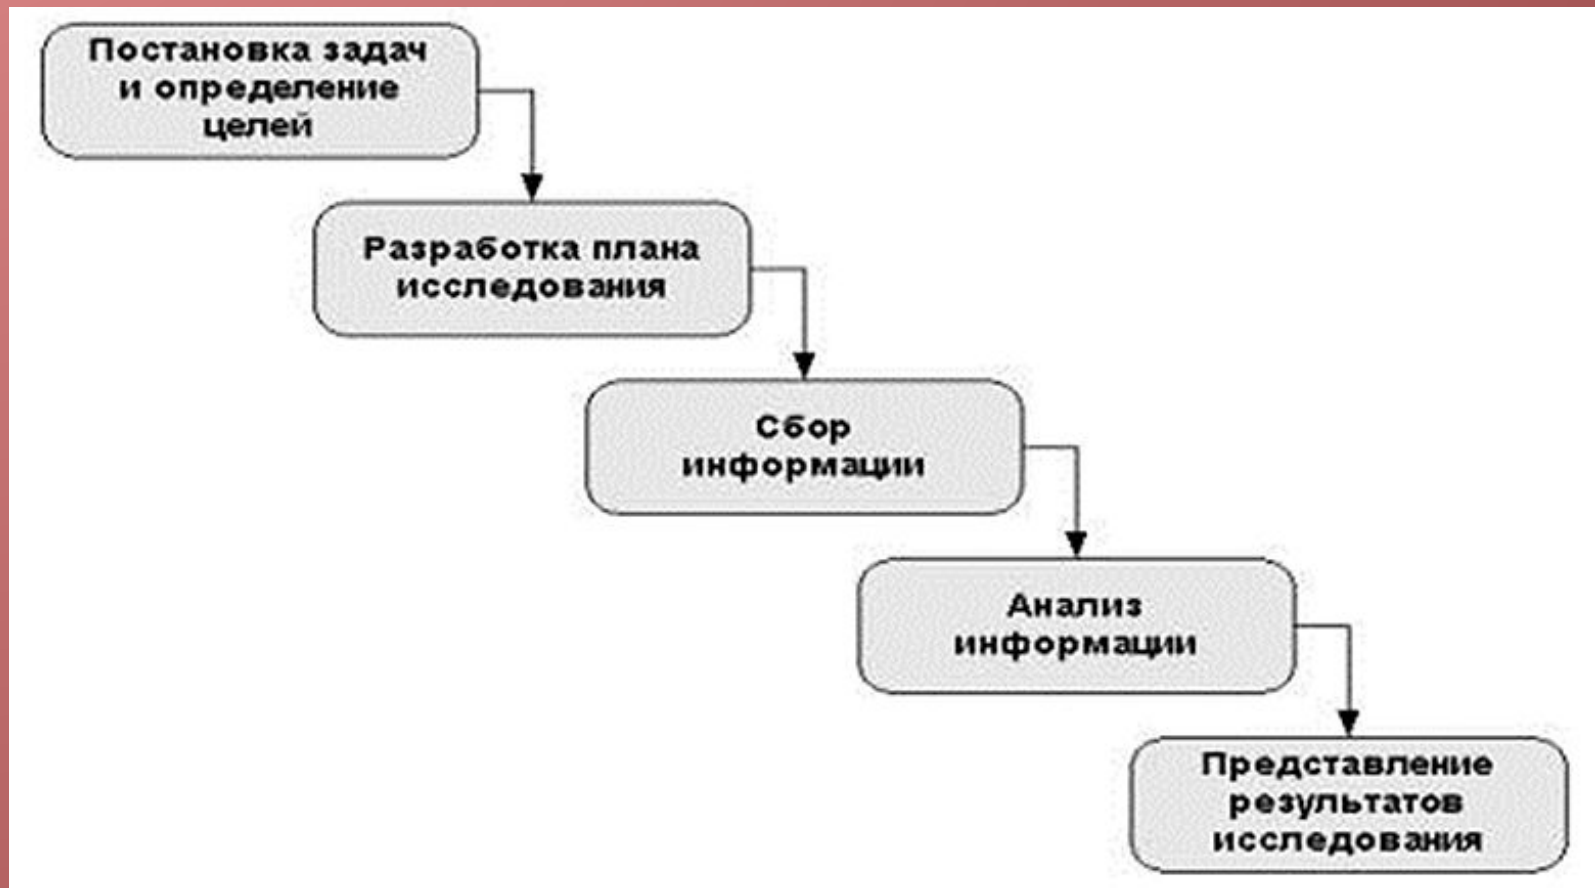 Постановка задач
и определение
целей
Разработка плана
исследования
Сбор
информации
Анализ
информации
Представление
результатов
исследования